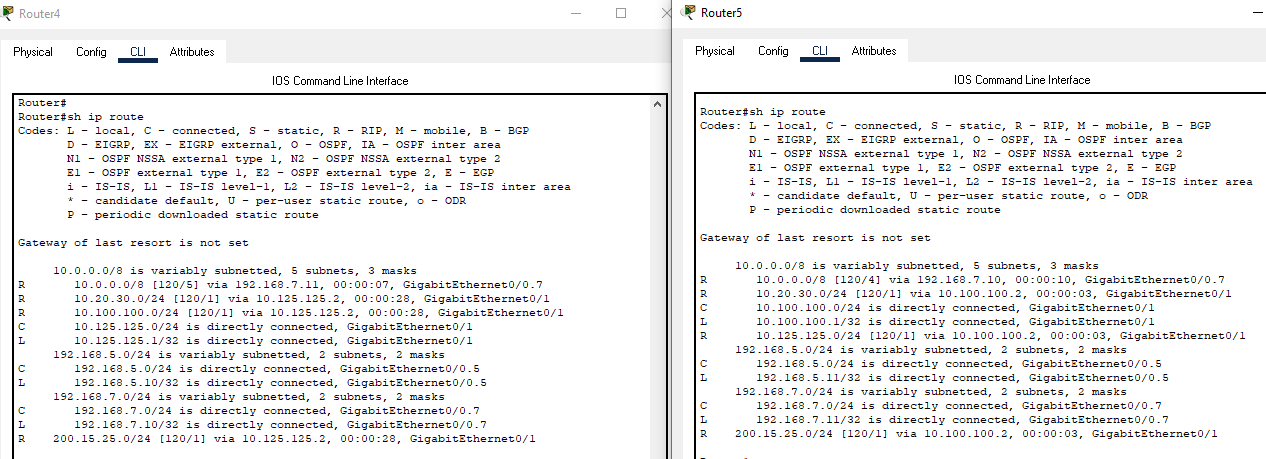 Router4
Physical Config CLI Attributes
IOS Command Line Interface
Router#
Router#sh ip route
Codes: L - local, C - connected, S - static, R - RIP, M - mobile, B - BGP
D - EIGRP, EX - EIGRP external, O - OSPF, IA - OSPF inter area
N1 - OSPF NSSA external type 1, N2 - OSPF NSSA external type 2
E1 - OSPF external type 1, E2 - OSPF external type 2, E - EGP
i - IS-IS, L1 - IS-IS level-1, L2 - IS-IS level-2, ia - IS-IS inter area
* - candidate default, U - per-user static route, o - ODR
P - periodic downloaded static route
Gateway of last resort is not set
10.0.0.0/8 is variably subnetted, 5 subnets, 3 masks
R 10.0.0.0/8 [120/5] via 192.168.7.11, 00:00:07, GigabitEthernet0/0.7
R 10.20.30.0/24 [120/1] via 10.125.125.2, 00:00:28, GigabitEthernet0/1
R 10.100.100.0/24 [120/1] via 10.125.125.2, 00:00:28, GigabitEthernet0/1
C 10.125.125.0/24 is directly connected, GigabitEthernet0/1
L 10.125.125.1/32 is directly connected, GigabitEthernet0/1
192.168.5.0/24 is variably subnetted, 2 subnets, 2 masks
C 192.168.5.0/24 is directly connected, GigabitEthernet0/0.5
L 192.168.5.10/32 is directly connected, GigabitEthernet0/0.5
192.168.7.0/24 is variably subnetted, 2 subnets, 2 masks
C 192.168.7.0/24 is directly connected, GigabitEthernet0/0.7
L 192.168.7.10/32 is directly connected, GigabitEthernet0/0.7
R 200.15.25.0/24 [120/1] via 10.125.125.2, 00:00:28, GigabitEthernet0/1
Router5
Physical Config CLI Attributes
IOS Command Line Interface
Router#sh ip route
Codes: L - local, C - connected, S - static, R - RIP, M - mobile, B - BGP
D - EIGRP, EX - EIGRP external, O - OSPF, IA - OSPF inter area
N1 - OSPF NSSA external type 1, N2 - OSPF NSSA external type 2
E1 - OSPF external type 1, E2 - OSPF external type 2, E - EGP
i - IS-IS, L1 - IS-IS level-1, L2 - IS-IS level-2, ia - IS-IS inter area
* - candidate default, U - per-user static route, o - ODR
P - periodic downloaded static route
Gateway of last resort is not set
10.0.0.0/8 is variably subnetted, 5 subnets, 3 masks
R 10.0.0.0/8 [120/4] via 192.168.7.10, 00:00:10, GigabitEthernet0/0.7
R 10.20.30.0/24 [120/1] via 10.100.100.2, 00:00:03, GigabitEthernet0/1
C 10.100.100.0/24 is directly connected, GigabitEthernet0/1
L 10.100.100.1/32 is directly connected, GigabitEthernet0/1
R 10.125.125.0/24 [120/1] via 10.100.100.2, 00:00:03, GigabitEthernet0/1
192.168.5.0/24 is variably subnetted, 2 subnets, 2 masks
C 192.168.5.0/24 is directly connected, GigabitEthernet0/0.5
L 192.168.5.11/32 is directly connected, GigabitEthernet0/0.5
192.168.7.0/24 is variably subnetted, 2 subnets, 2 masks
C 192.168.7.0/24 is directly connected, GigabitEthernet0/0.7
L 192.168.7.11/32 is directly connected, GigabitEthernet0/0.7
R 200.15.25.0/24 [120/1] via 10.100.100.2, 00:00:03, GigabitEthernet0/1